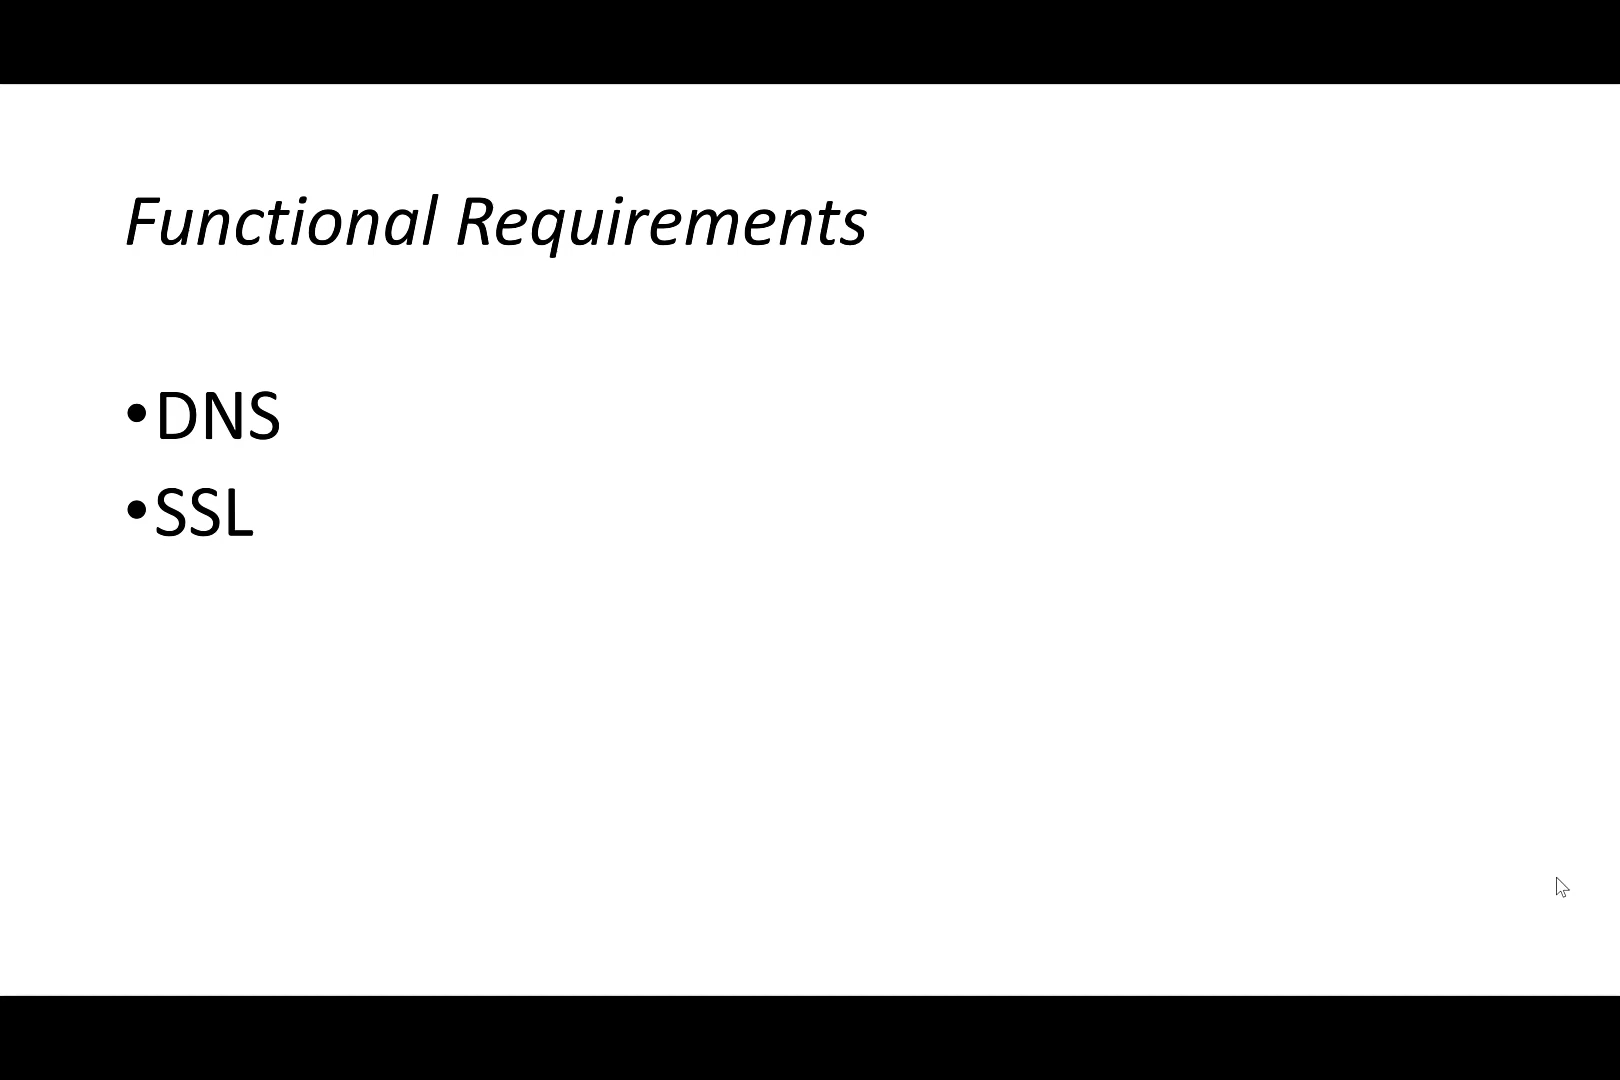 Functional Requirements
•DNS
•SSL